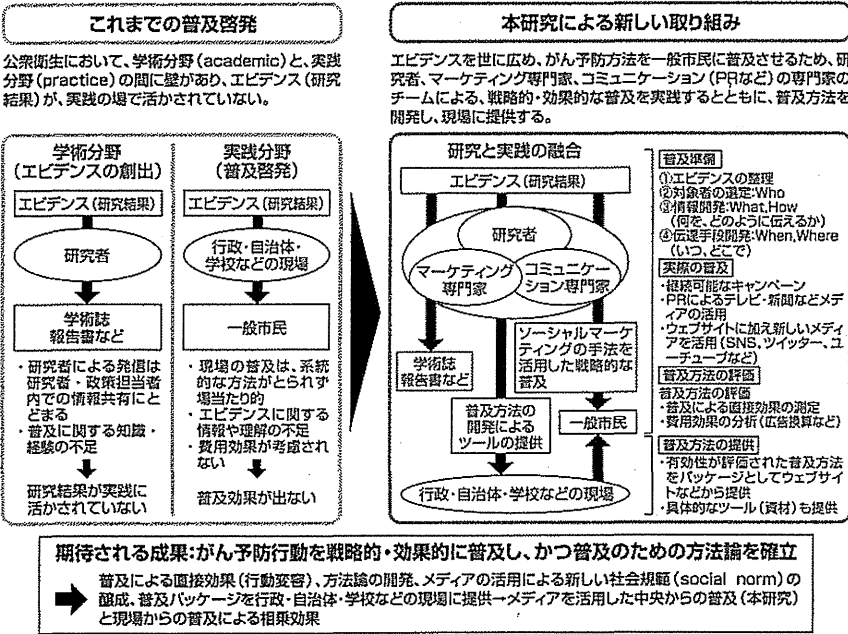 これまでの普及啓発
公衆衛生において、学術分野(academic)と、実践
分野(practice)の間に壁があり、エビデンス(研究
結果)が、実践の場で活かされていない。
学術分野
(エビデンスの創出)
エビデンス(研究結果)
研究者
学術誌
報告書など
・研究者による発信は
研究者・政策担当者
内での情報共有にと
どまる
・普及に関する知識・
経験の不足
研究結果が実践に
活かされていない
実践分野
(普及啓発)
エビデンス(研究結果)
行政・自治体・
学校などの現場
一般市民
・現場の普及は、系統
的な方法がとられず
場当たり的
・エビデンスに関する
情報や理解の不足
・費用効果が考慮され
ない
普及効果が出ない
本研究による新しい取り組み
エビデンスを世に広め、がん予防方法を一般市民に普及させるため、研
究者、マーケティング専門家、コミュニケーション(PRなど)の専門家の
チームによる、戦略的・効果的な普及を実践するとともに、普及方法を
開発し、現場に提供する。
研究と実践の融合
エビデンス(研究結果)
研究者
マーケティング
専門家
コミュニケー
ション専門家
学術誌
報告書など
ソーシャルマーケ
ティングの手法を
活用した戦略的な
普及
普及方法の
開発による
ツールの提供
一般市民
行政・自治体・学校などの現場
普及準備
①エビデンスの整理
②対象者の選定:Who
③情報開発:What,How
(何を、どのように伝えるか)
④伝達手段開発:When,Where
(いつ、どこで)
実際の普及
・継続可能なキャンペーン
・PRによるテレビ・新聞などメデ
ィアの活用
・ウェブサイトに加え新しいメディ
アを活用(SNS、ツイッター、ユ
ーチューブなど)
普及方法の評価
普及方法の評価
・普及による直接効果の測定
・費用効果の分析(広告換算など)
普及方法の提供
・有効性が評価された普及方法
をパッケージとしてウェブサイ
トなどから提供
・具体的なツール(資材)も提供
期待される成果:がん予防行動を戦略的・効果的に普及し、かつ普及のための方法論を確立
普及による直接効果(行動変容)、方法論の開発、メディアの活用による新しい社会規範(social norm)の
醸成、普及パッケージを行政・自治体・学校などの現場に提供→メディアを活用した中央からの普及(本研究)
と現場からの普及による相乗効果